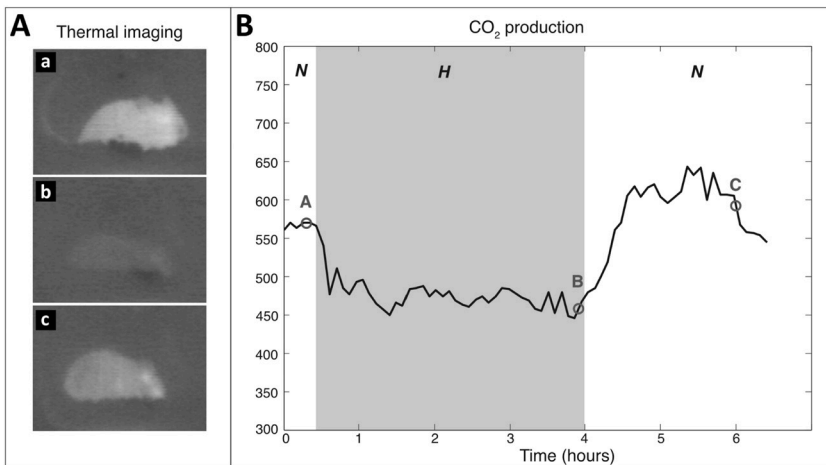 A
Thermal imaging
a
b
c
B
CO₂ production
800
750
700
650
600
550
500
450
400
350
300
N
H
N
A
B
C
0 1 2 3 4 5 6
Time (hours)